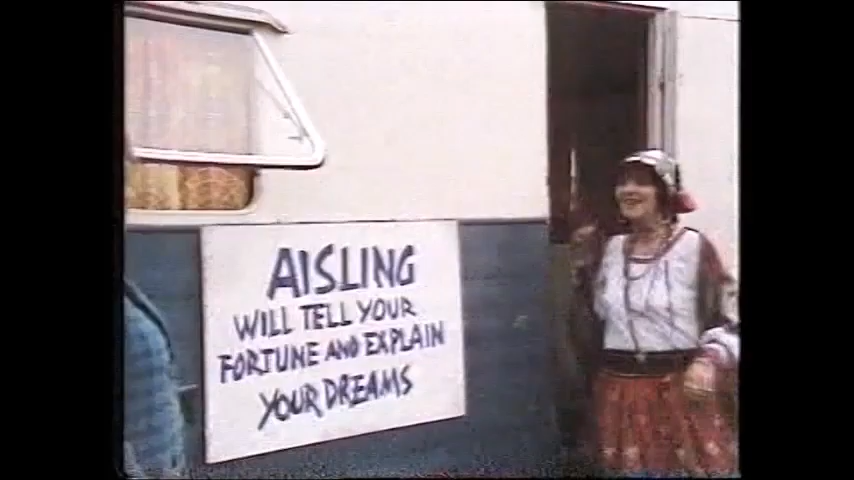 AISLING
WILL TELL YOUR
FORTUNE AND EXPLAIN
YOUR DREAMS